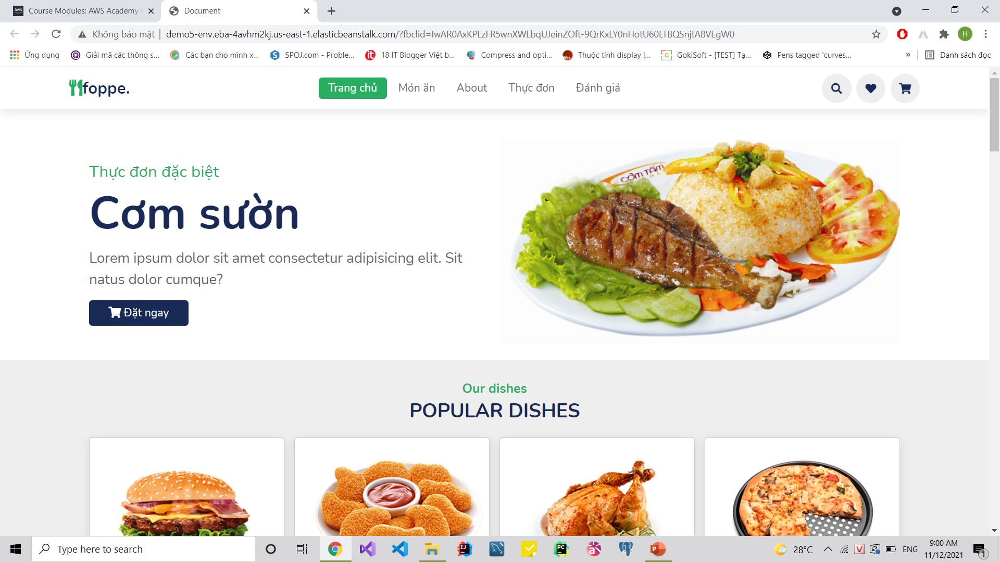 Course Modules: AWS Academy
Document
Không bảo mật
demo5-env.eba-4avhm2kj.us-east-1.elasticbeanstalk.com/?fbclid=IwAR0AxKPLzFR5wnXWLbqUJeinZOft-9QrKxLY0nHotU60LTBQSnjtA8VEgW0
H
Ứng dụng
Giải mã các thông s...
Các bạn cho mình x...
SPOJ.com - Proble...
18 IT Blogger Việt b...
Compress and opti...
Thuộc tính display |...
GokiSoft - [TEST] Tạ...
Pens tagged 'curves...
»
Danh sách đọc
foppe.
Trang chủ
Món ăn
About
Thực đơn
Đánh giá
Thực đơn đặc biệt
Cơm sườn
Lorem ipsum dolor sit amet consectetur adipisicing elit. Sit
natus dolor cumque?
Đặt ngay
CƠM TẤM
Our dishes
POPULAR DISHES
Type here to search
28°C
ENG
9:00 AM
11/12/2021
1